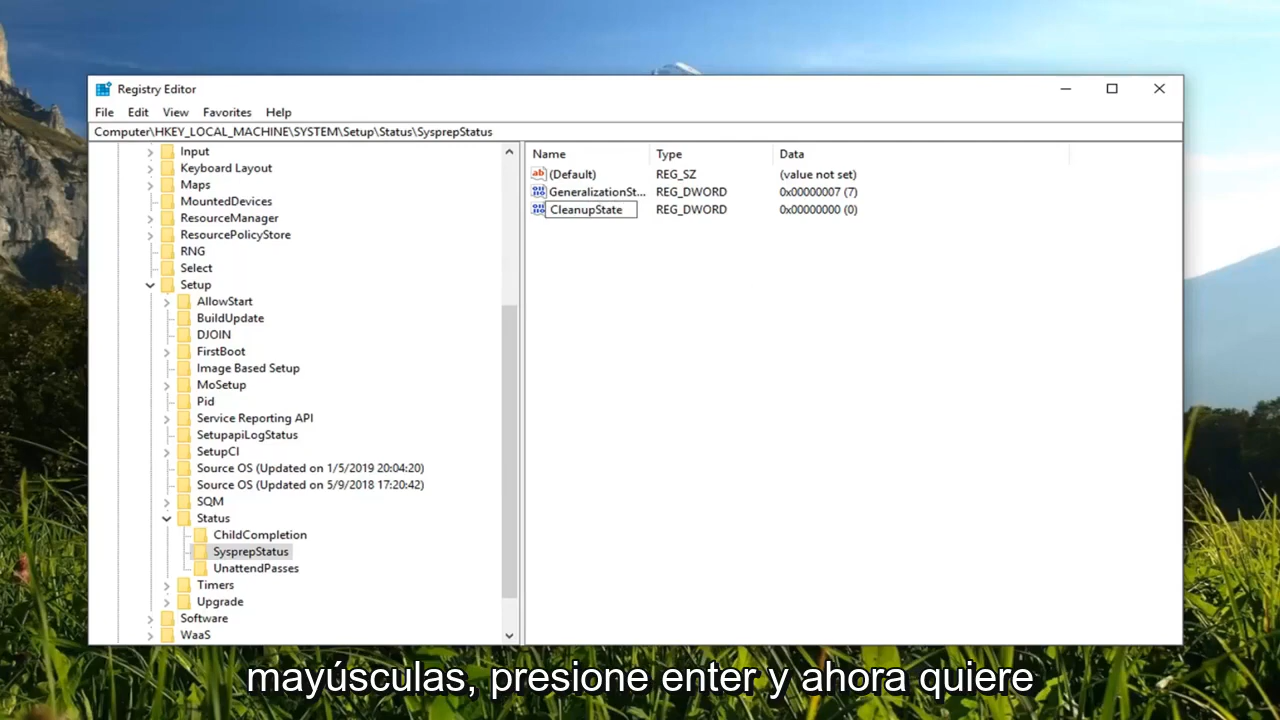 Registry Editor
File Edit View Favorites Help
Computer\HKEY_LOCAL_MACHINE\SYSTEM\Setup\Status\SysprepStatus
Input
Keyboard Layout
Maps
MountedDevices
ResourceManager
ResourcePolicyStore
RNG
Select
Setup
AllowStart
BuildUpdate
DJOIN
FirstBoot
Image Based Setup
MoSetup
Pid
Service Reporting API
SetupapiLogStatus
SetupCl
Source OS (Updated on 1/5/2019 20:04:20)
Source OS (Updated on 5/9/2018 17:20:42)
SQM
Status
ChildCompletion
SysprepStatus
UnattendPasses
Timers
Upgrade
Software
WaaS
Name Type Data
(Default) REG_SZ (value not set)
GeneralizationSt... REG_DWORD 0x00000007 (7)
CleanupState REG_DWORD 0x00000000 (0)
mayúsculas, presione enter y ahora quiere